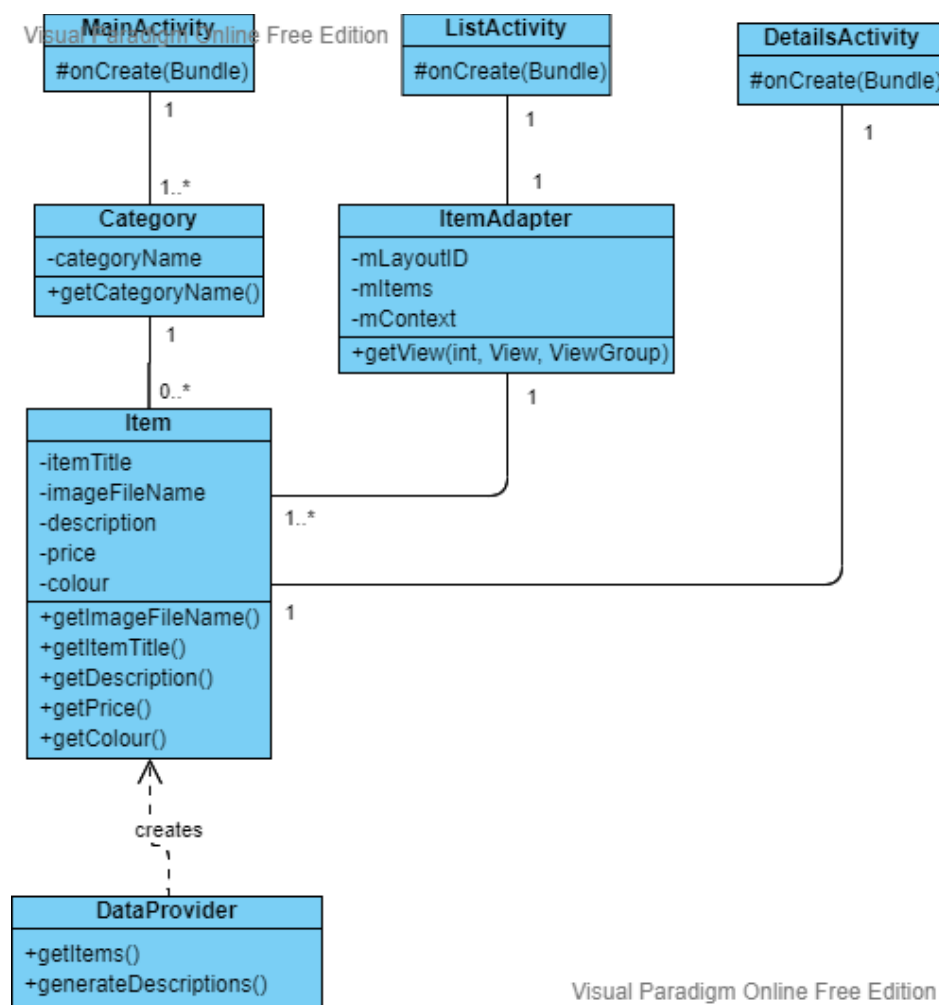 Visual Paradigm Online Free Edition
MainActivity
#onCreate(Bundle)
1
1..*
ListActivity
#onCreate(Bundle)
1
1
DetailsActivity
#onCreate(Bundle)
1
Category
-categoryName
+getCategoryName()
1
0..*
ItemAdapter
-mLayoutID
-mItems
-mContext
+getView(int, View, ViewGroup)
1
1..*
Item
-itemTitle
-imageFileName
-description
-price
-colour
+getImageFileName()
+getItemTitle()
+getDescription()
+getPrice()
+getColour()
1
creates
DataProvider
+getItems()
+generateDescriptions()
Visual Paradigm Online Free Edition